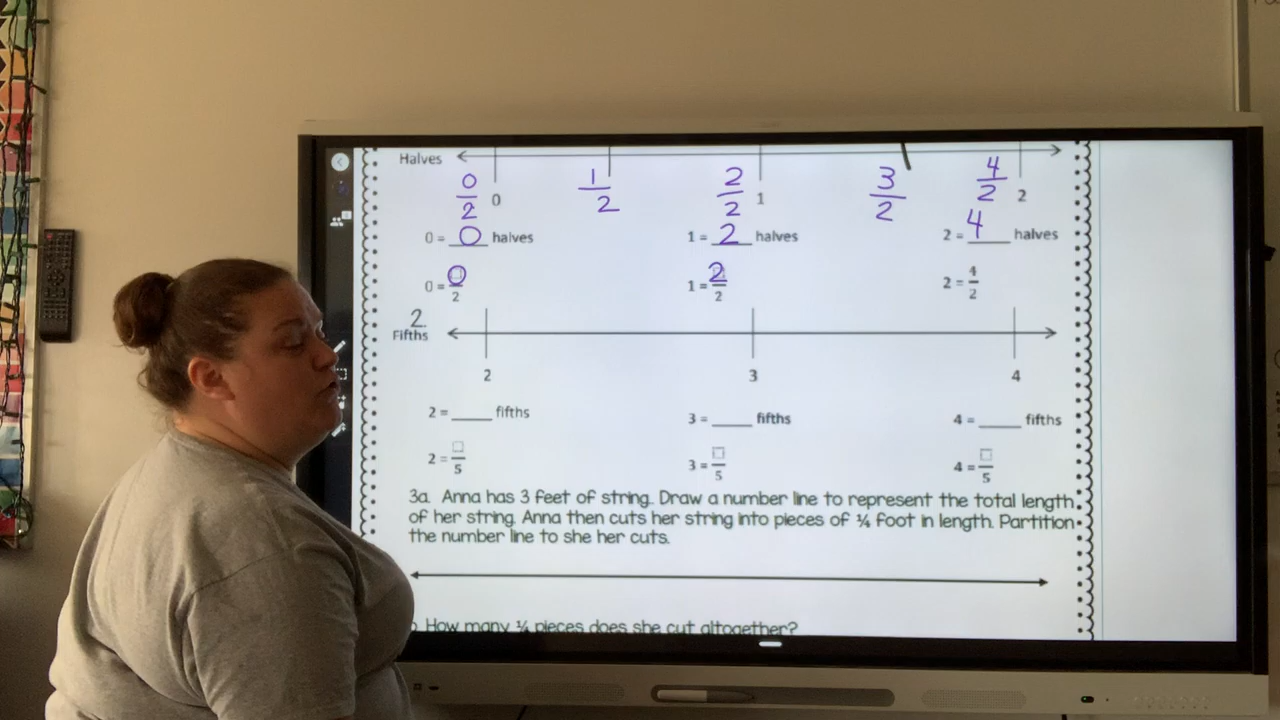 Halves
0/2 0 1/2 2/2 1 3/2 4/2 2
0 = 0 halves 1 = 2 halves 2 = 4 halves
0 = 0/2 1 = 2/2 2 = 4/2
2.
Fifths
2 3 4
2 = ____ fifths 3 = ____ fifths 4 = ____ fifths
2 = □/5 3 = □/5 4 = □/5
3a. Anna has 3 feet of string. Draw a number line to represent the total length
of her string. Anna then cuts her string into pieces of ¼ foot in length. Partition
the number line to she her cuts.
How many ¼ pieces does she cut altogether?